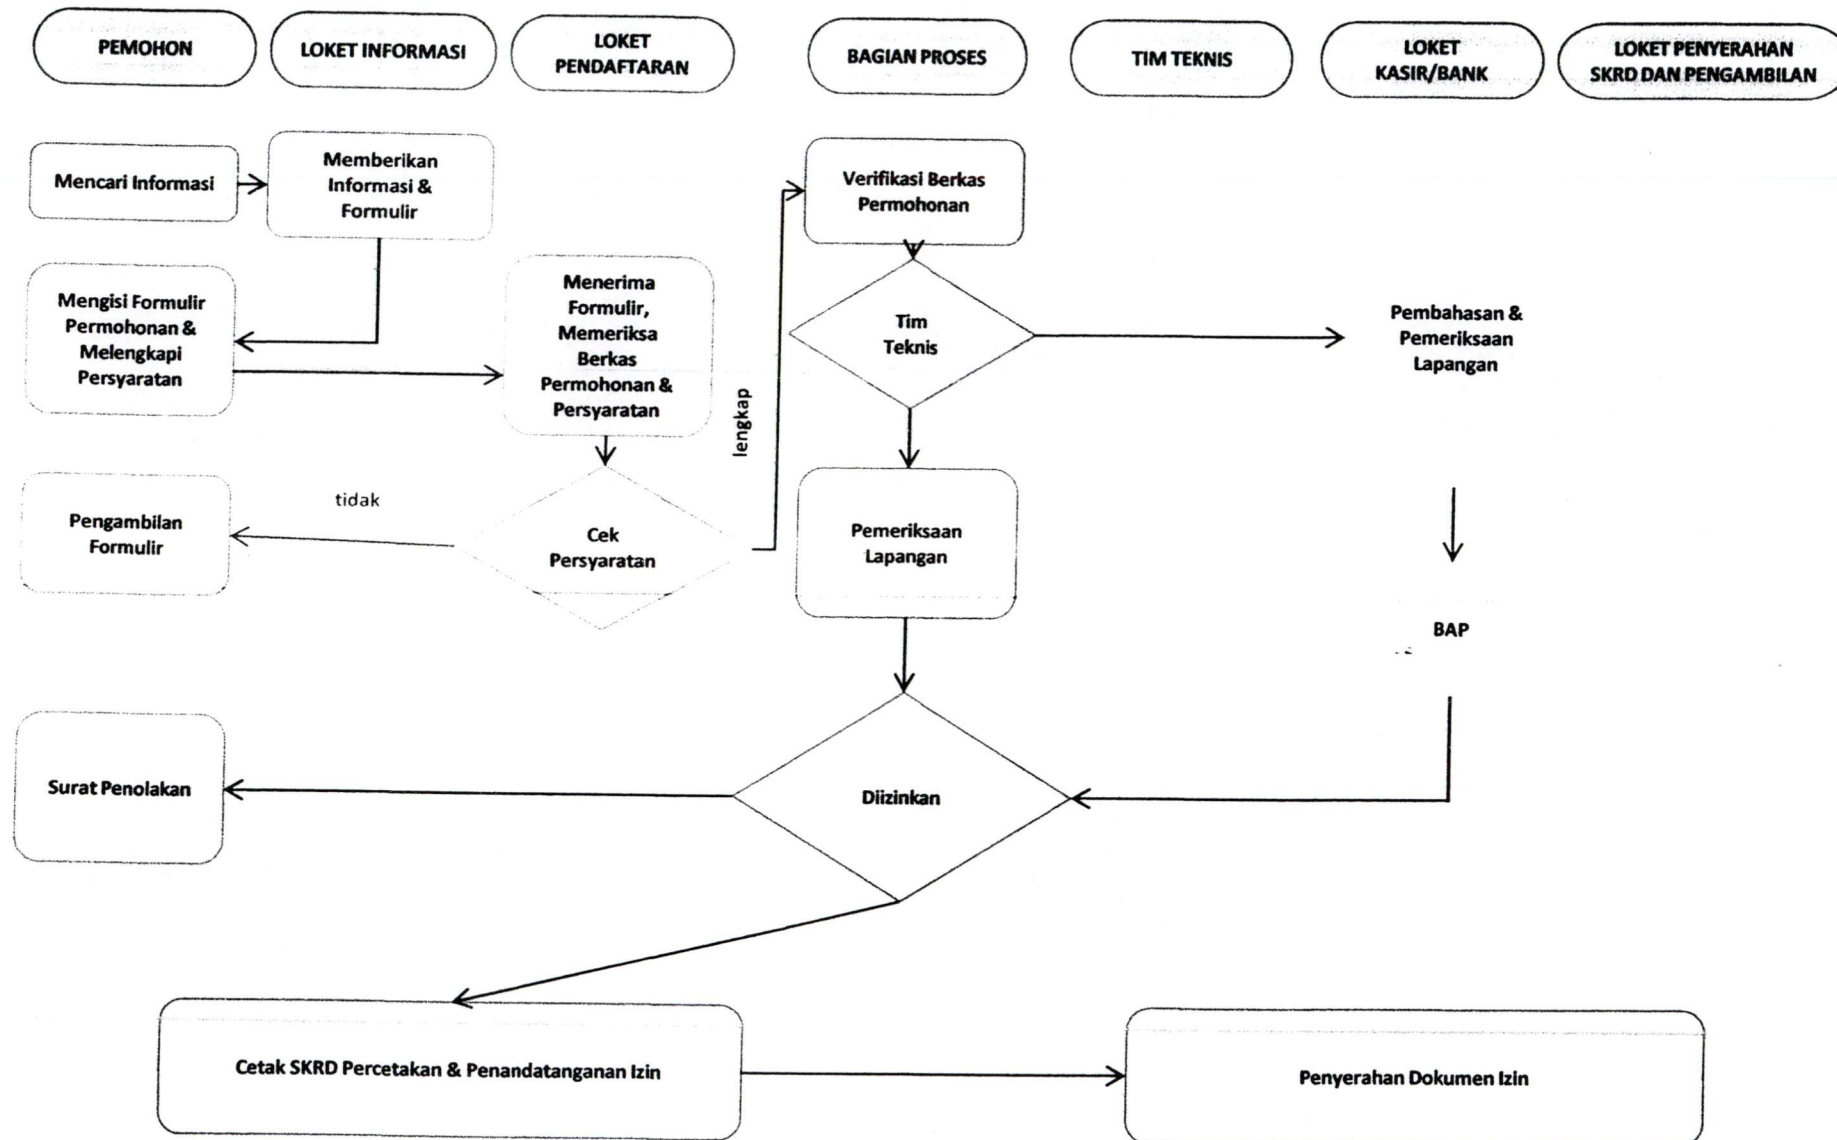 PEMOHON
LOKET INFORMASI
LOKET
PENDAFTARAN
BAGIAN PROSES
TIM TEKNIS
LOKET
KASIR/BANK
LOKET PENYERAHAN
SKRD DAN PENGAMBILAN
Mencari Informasi
Memberikan
Informasi &
Formulir
Verifikasi Berkas
Permohonan
Mengisi Formulir
Permohonan &
Melengkapi
Persyaratan
Menerima
Formulir,
Memeriksa
Berkas
Permohonan &
Persyaratan
lengkap
Tim
Teknis
Pembahasan &
Pemeriksaan
Lapangan
Pengambilan
Formulir
tidak
Cek
Persyaratan
Pemeriksaan
Lapangan
BAP
Surat Penolakan
Diizinkan
Cetak SKRD Percetakan & Penandatanganan Izin
Penyerahan Dokumen Izin